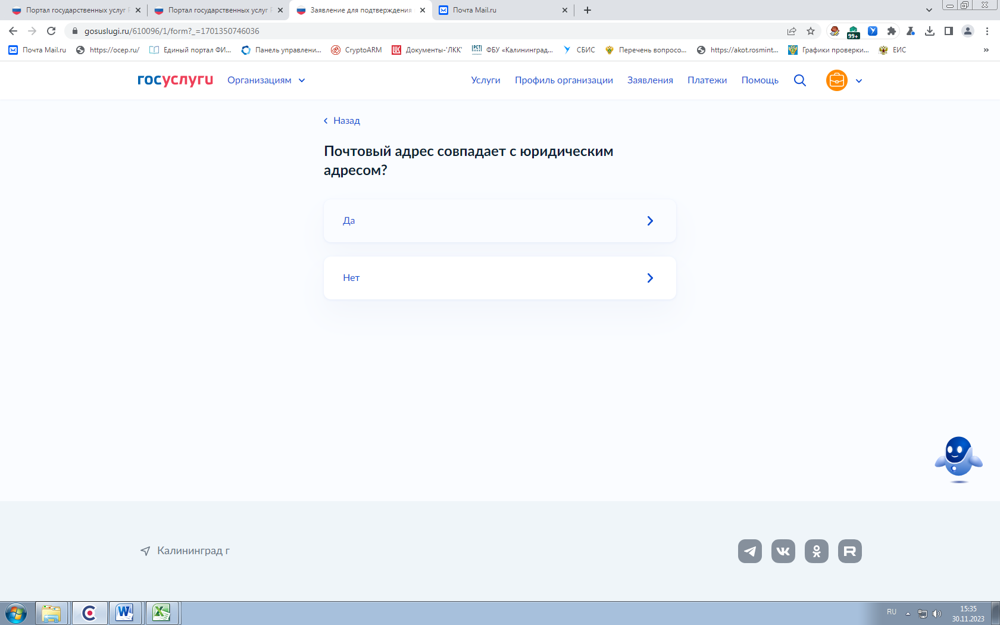 Портал государственных услуг Р
Портал государственных услуг Р
Заявление для подтверждения
Почта Mail.ru
gosuslugi.ru/610096/1/form?_=1701350746036
99+
Почта Mail.ru
https://ocep.ru/
Единый портал ФИ...
Панель управлени...
CryptoARM
Документы-'ЛКК'
ФБУ «Калининград...
СБИС
Перечень вопросо...
https://akot.rosmint...
Графики проверки...
ЕИС
»
госуслуги
Организациям
Услуги
Профиль организации
Заявления
Платежи
Помощь
Назад
Почтовый адрес совпадает с юридическим
адресом?
Да
Нет
Калининград г
RU
15:35
30.11.2023